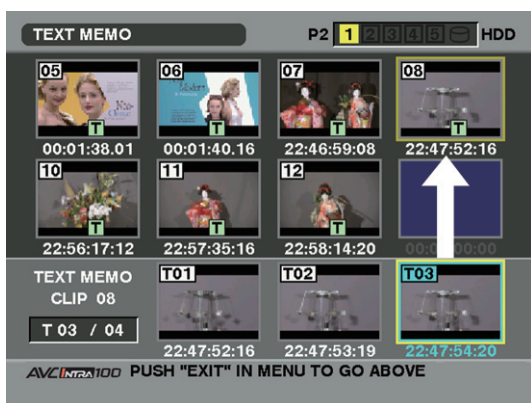 TEXT MEMO
P2 1 2 3 4 5 HDD
05 06 07 08
T T T T
00:01:38.01 00:01:40.16 22:46:59:08 22:47:52:16
10 11 12
T T T
22:56:17:12 22:57:35:16 22:58:14:20
TEXT MEMO
CLIP 08
T 03 / 04
T01 T02 T03
22:47:52:16 22:47:53:19 22:47:54:20
AVC INTRA 100 PUSH "EXIT" IN MENU TO GO ABOVE